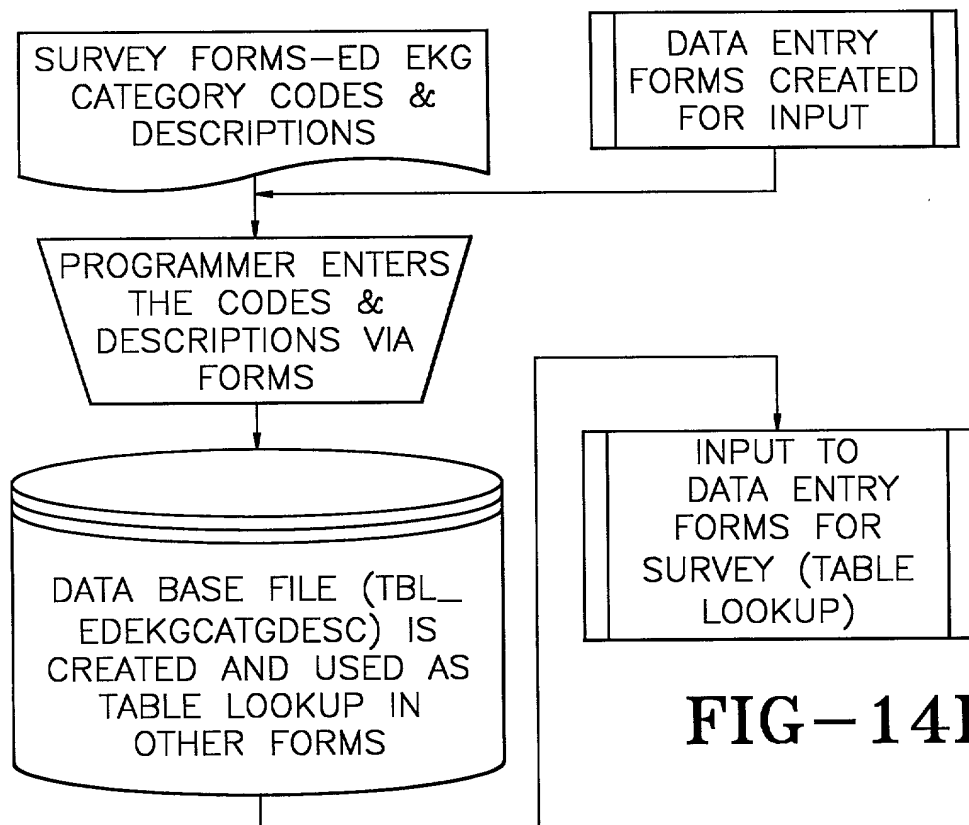 SURVEY FORMS-ED EKG
CATEGORY CODES &
DESCRIPTIONS
DATA ENTRY
FORMS CREATED
FOR INPUT
PROGRAMMER ENTERS
THE CODES &
DESCRIPTIONS VIA
FORMS
DATA BASE FILE (TBL_
EDEKGCATGDESC) IS
CREATED AND USED AS
TABLE LOOKUP IN
OTHER FORMS
INPUT TO
DATA ENTRY
FORMS FOR
SURVEY (TABLE
LOOKUP)
FIG-14